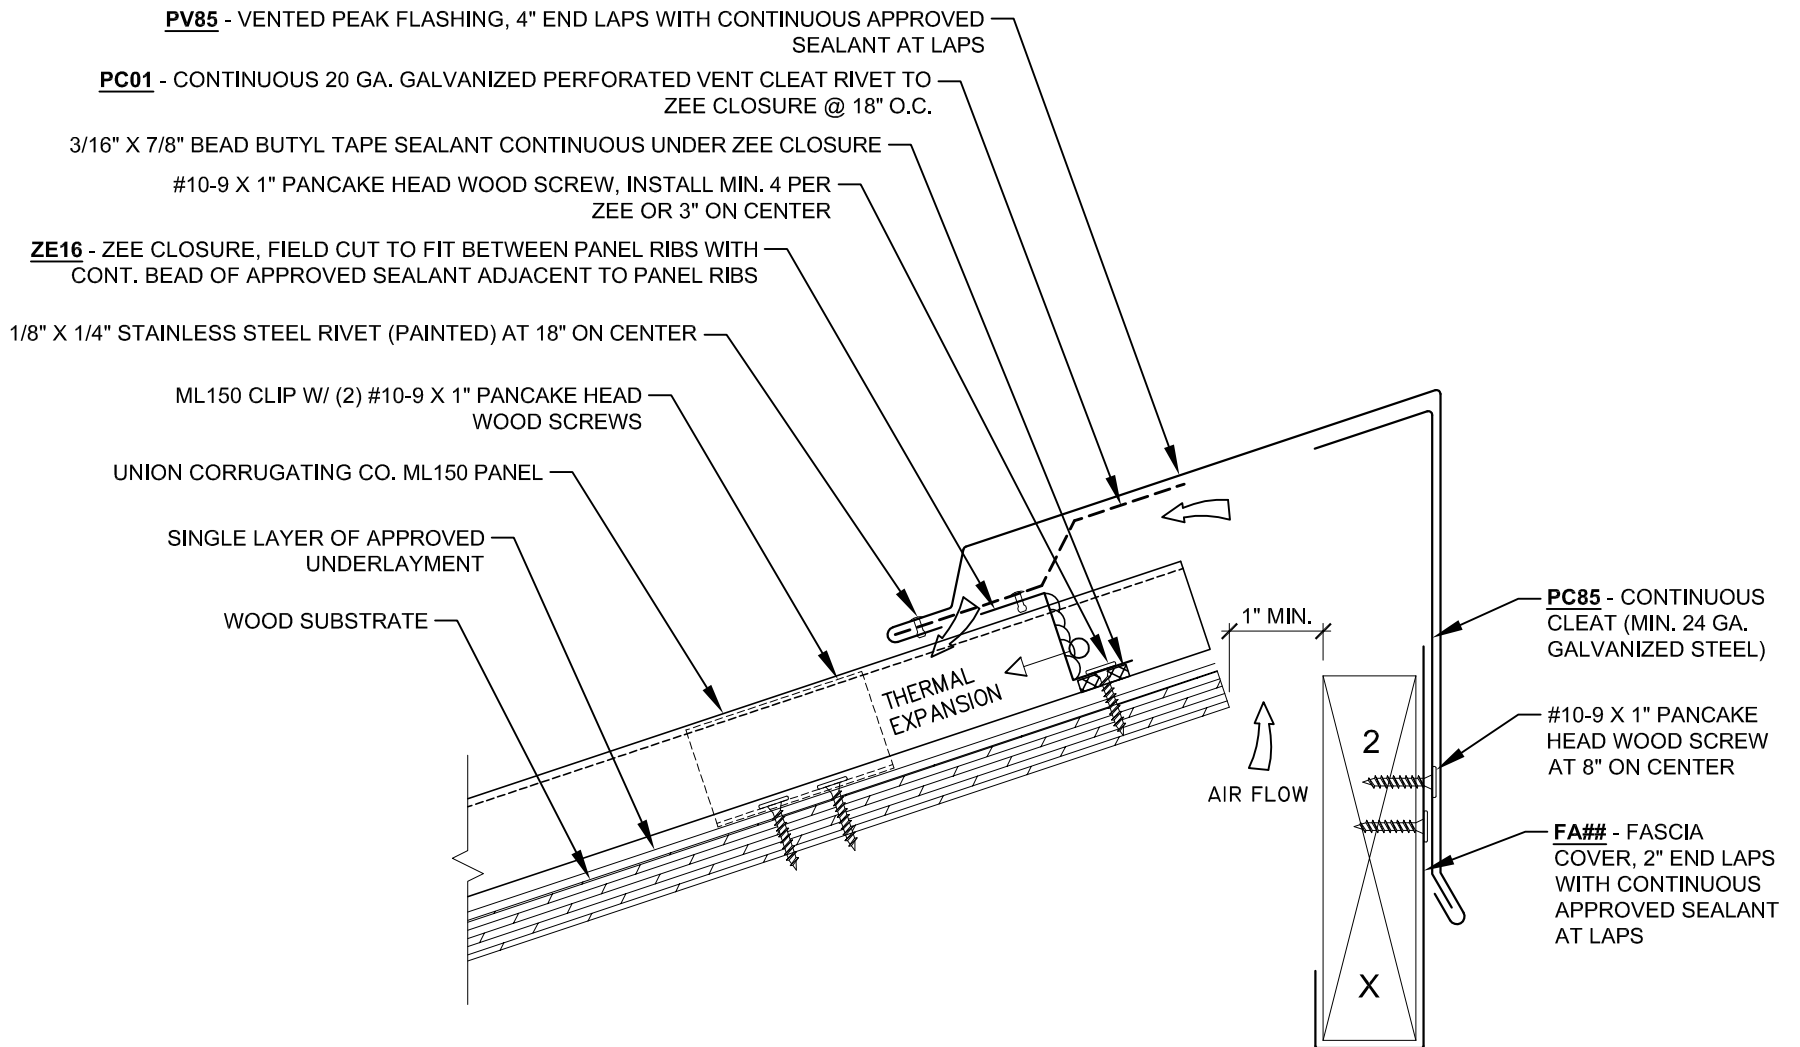 PV85 - VENTED PEAK FLASHING, 4" END LAPS WITH CONTINUOUS APPROVED
SEALANT AT LAPS
PC01 - CONTINUOUS 20 GA. GALVANIZED PERFORATED VENT CLEAT RIVET TO
ZEE CLOSURE @ 18" O.C.
3/16" X 7/8" BEAD BUTYL TAPE SEALANT CONTINUOUS UNDER ZEE CLOSURE
#10-9 X 1" PANCAKE HEAD WOOD SCREW, INSTALL MIN. 4 PER
ZEE OR 3" ON CENTER
ZE16 - ZEE CLOSURE, FIELD CUT TO FIT BETWEEN PANEL RIBS WITH
CONT. BEAD OF APPROVED SEALANT ADJACENT TO PANEL RIBS
1/8" X 1/4" STAINLESS STEEL RIVET (PAINTED) AT 18" ON CENTER
ML150 CLIP W/ (2) #10-9 X 1" PANCAKE HEAD
WOOD SCREWS
UNION CORRUGATING CO. ML150 PANEL
SINGLE LAYER OF APPROVED
UNDERLAYMENT
WOOD SUBSTRATE
THERMAL
EXPANSION
1" MIN.
AIR FLOW
2
X
PC85 - CONTINUOUS
CLEAT (MIN. 24 GA.
GALVANIZED STEEL)
#10-9 X 1" PANCAKE
HEAD WOOD SCREW
AT 8" ON CENTER
FA## - FASCIA
COVER, 2" END LAPS
WITH CONTINUOUS
APPROVED SEALANT
AT LAPS